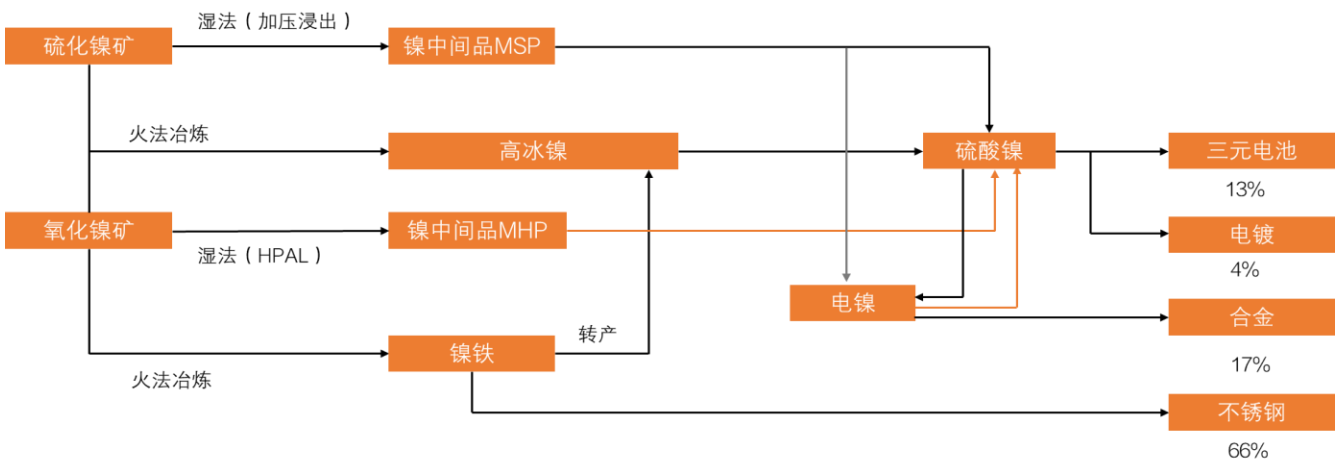 湿法（加压浸出）
硫化镍矿
镍中间品MSP
火法冶炼
高冰镍
硫酸镍
三元电池
13%
氧化镍矿
镍中间品MHP
电镀
湿法（HPAL）
4%
电镍
合金
转产
镍铁
17%
火法冶炼
不锈钢
66%